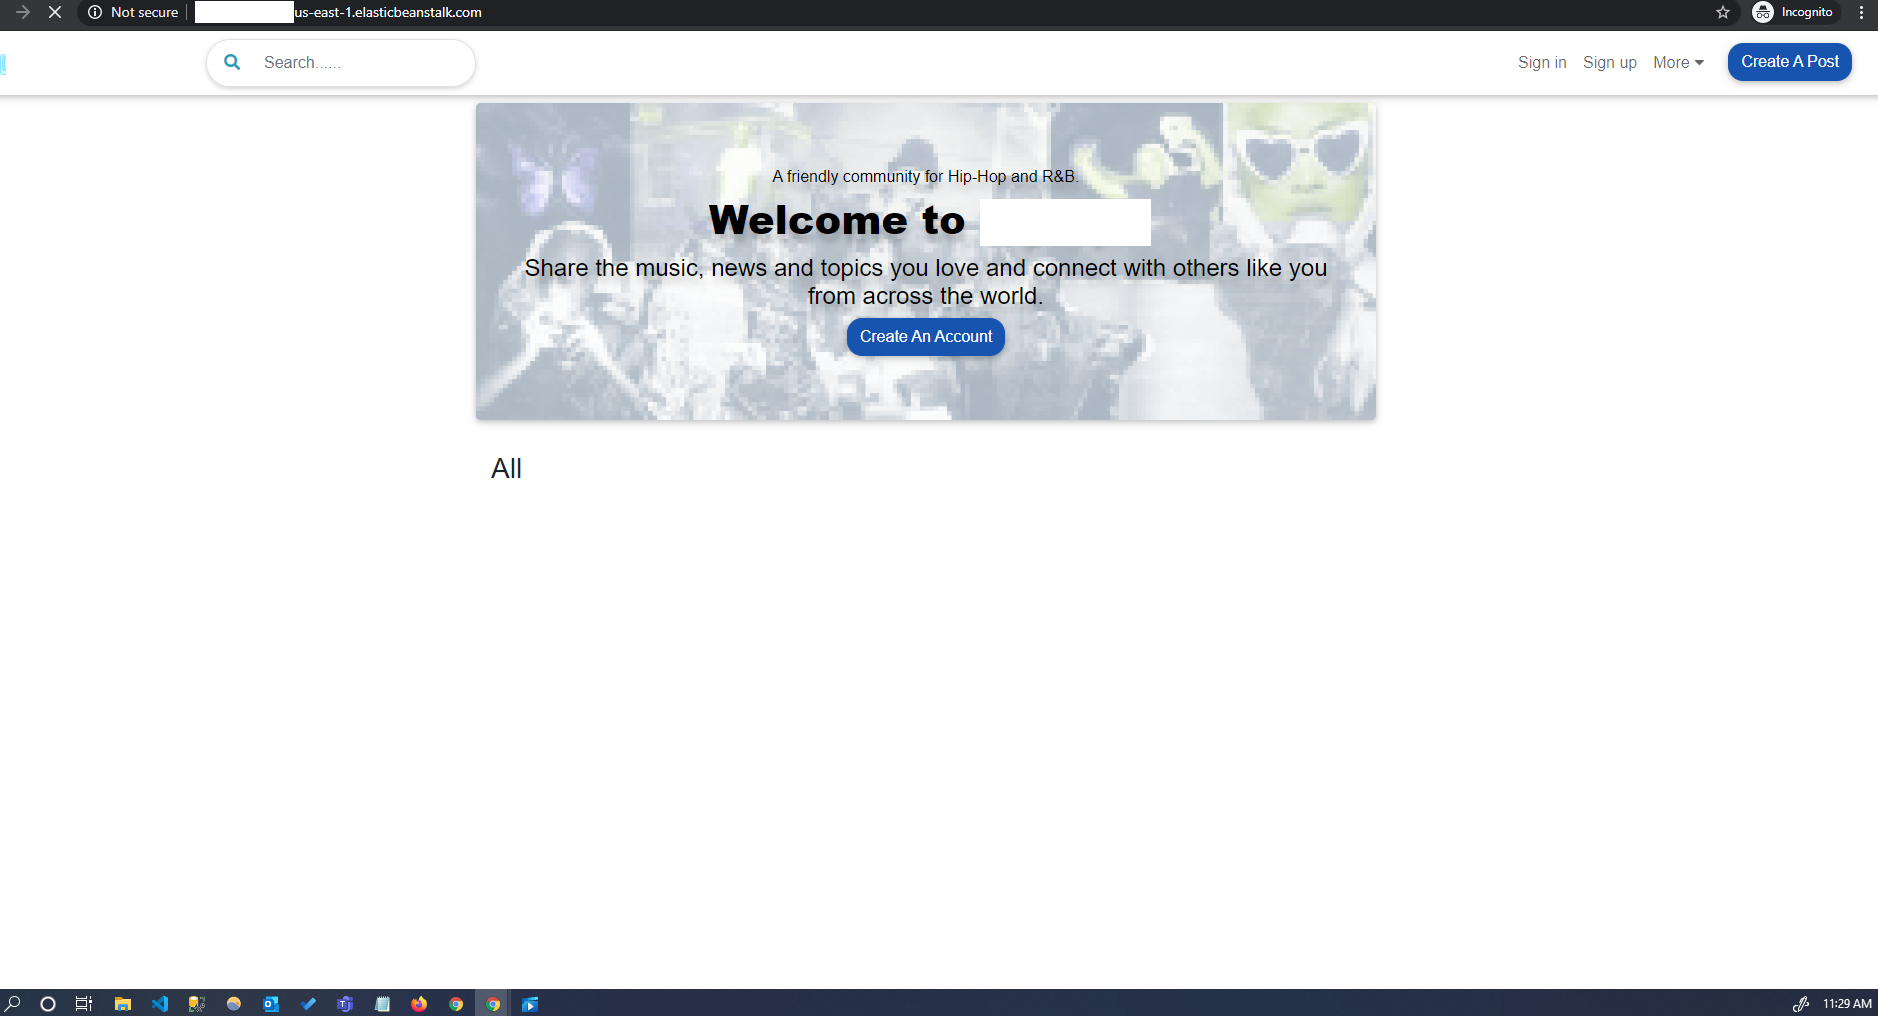 Not secure us-east-1.elasticbeanstalk.com Incognito
Search...... Sign in Sign up More Create A Post
A friendly community for Hip-Hop and R&B.
Welcome to
Share the music, news and topics you love and connect with others like you
from across the world.
Create An Account
All
11:29 AM